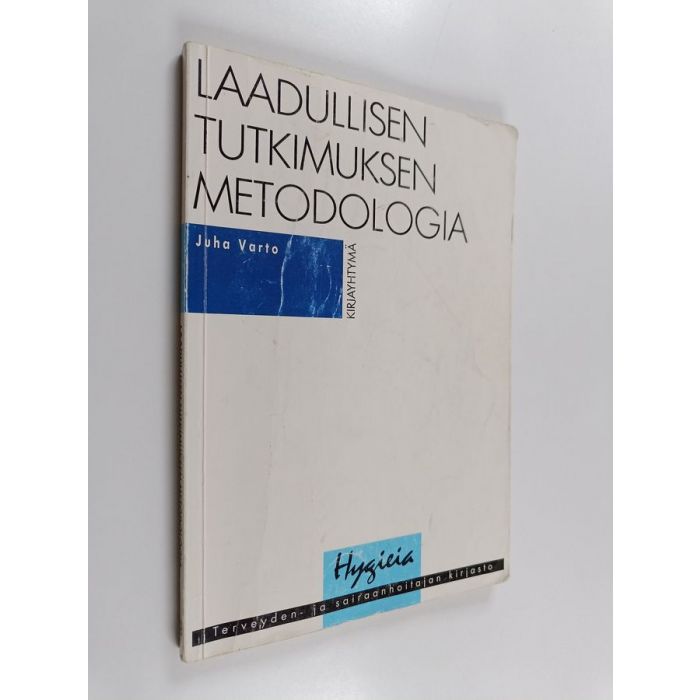 LAADULLISEN
TUTKIMUKSEN
METODOLOGIA
Juha Varto
KIRJAYHTYMÄ
Hygieia
Terveyden- ja sairaanhoitajan kirjasto